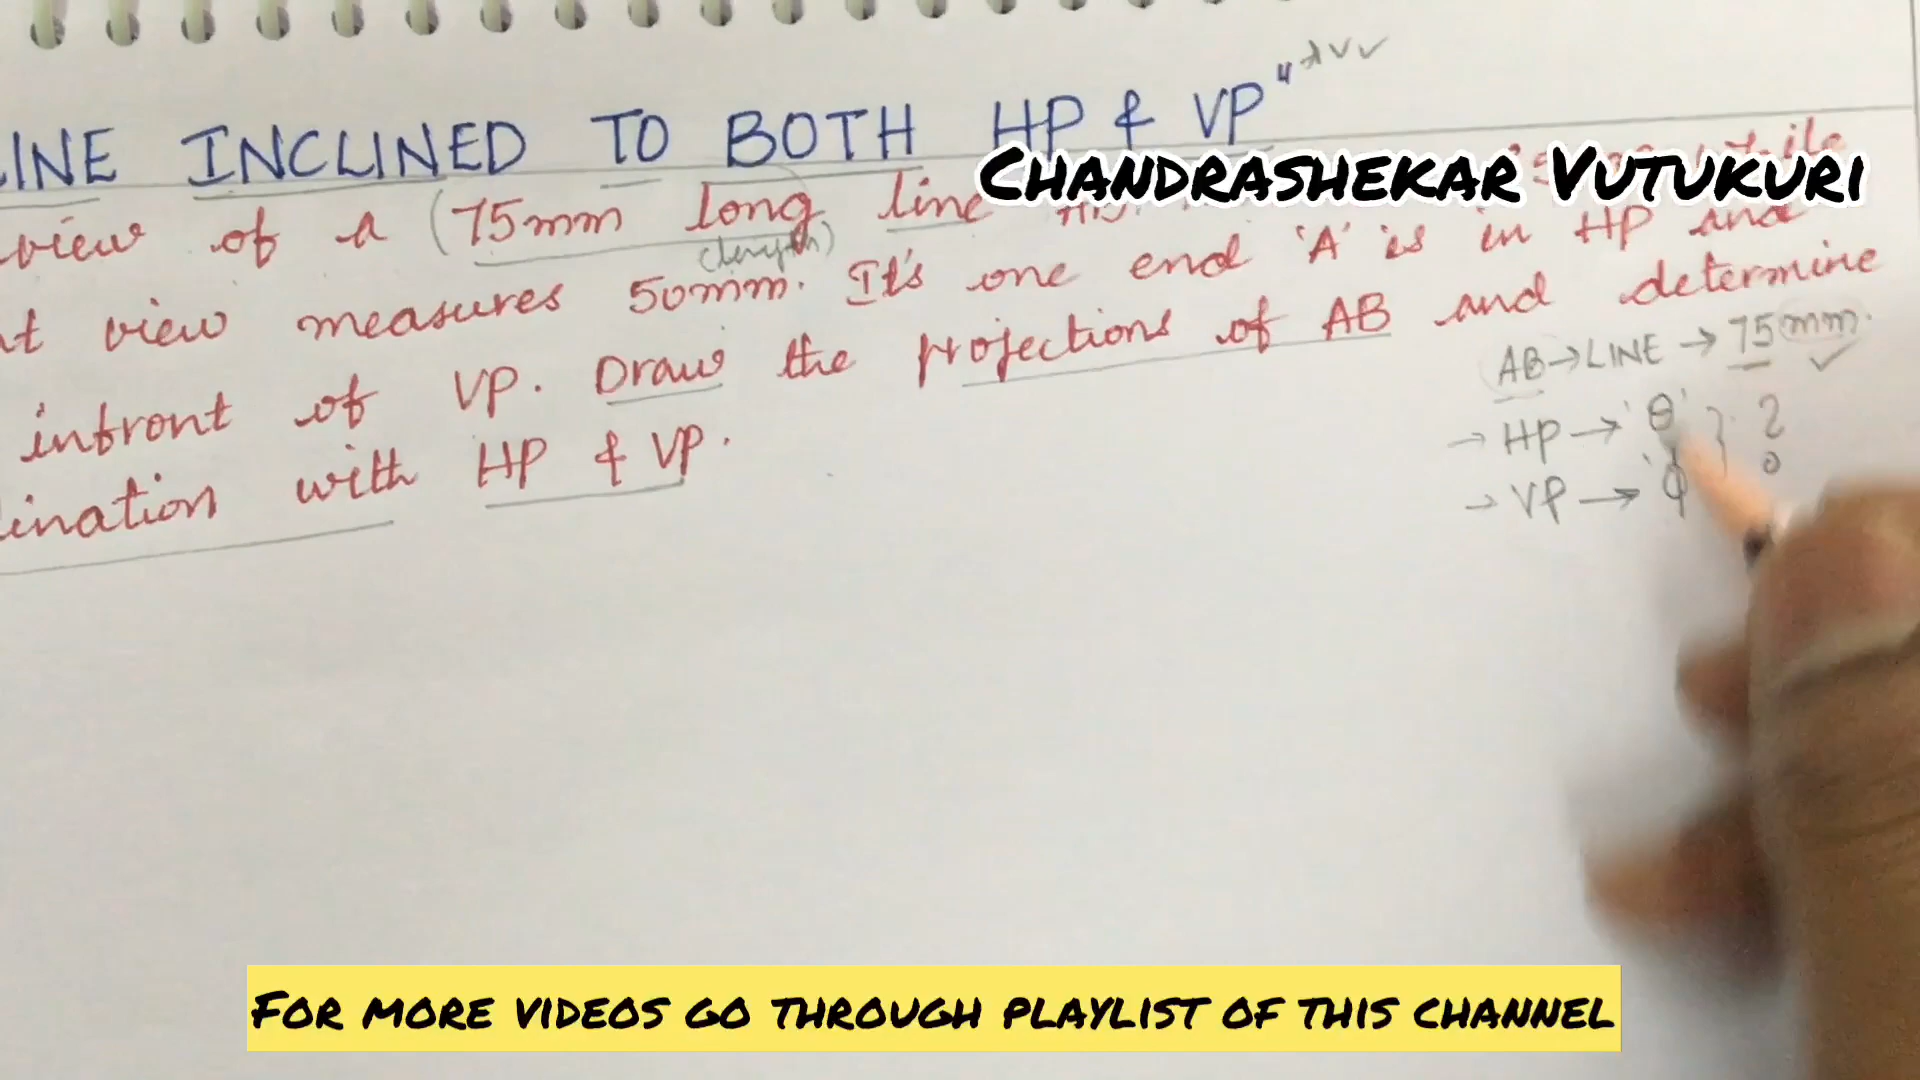 LINE INCLINED TO BOTH HP & VP"
CHANDRASHEKAR VUTUKURI
view of a (75mm long line
(length)
view measures 50mm. It's one end 'A' is in HP and
infront of VP. Draw the projections of AB and determine
with HP & VP.
AB→LINE → 75mm.
→ HP → 'θ' } ?
→ VP → 'φ
FOR MORE VIDEOS GO THROUGH PLAYLIST OF THIS CHANNEL